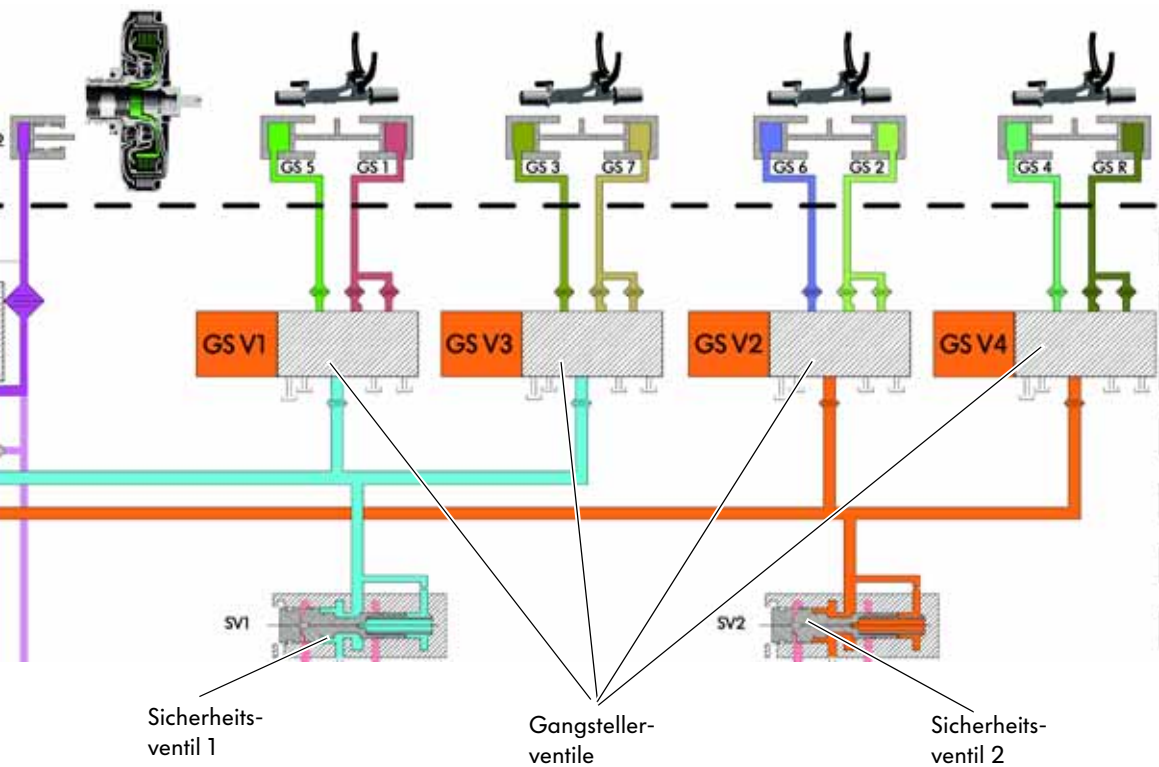 2
GS 5
GS 1
GS 3
GS 7
GS 6
GS 2
GS 4
GS R
GS V1
GS V3
GS V2
GS V4
SV1
SV2
Sicherheits-
ventil 1
Gangsteller-
ventile
Sicherheits-
ventil 2